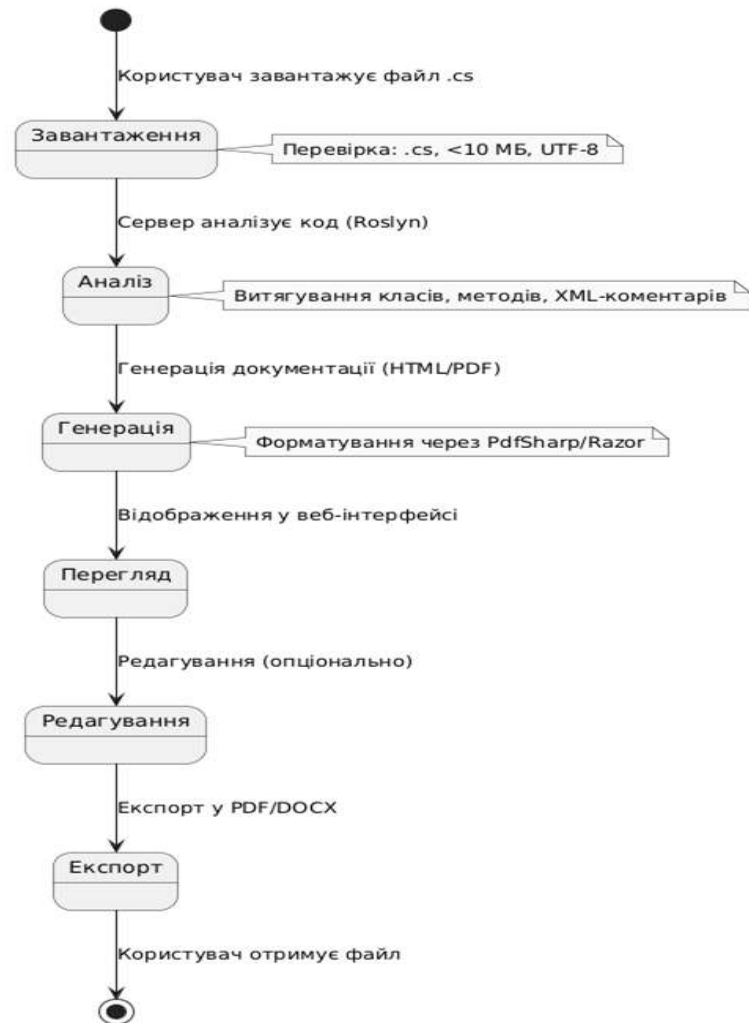 Користувач завантажує файл .cs
Завантаження
Перевірка: .cs, <10 МБ, UTF-8
Сервер аналізує код (Roslyn)
Аналіз
Витягування класів, методів, XML-коментарів
Генерація документації (HTML/PDF)
Генерація
Форматування через PdfSharp/Razor
Відображення у веб-інтерфейсі
Перегляд
Редагування (опціонально)
Редагування
Експорт у PDF/DOCX
Експорт
Користувач отримує файл